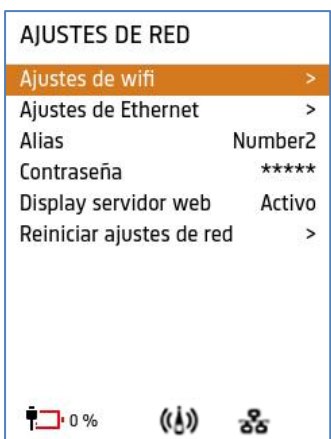 AJUSTES DE RED
Ajustes de wifi >
Ajustes de Ethernet >
Alias Number2
Contraseña *****
Display servidor web Activo
Reiniciar ajustes de red >
0 %